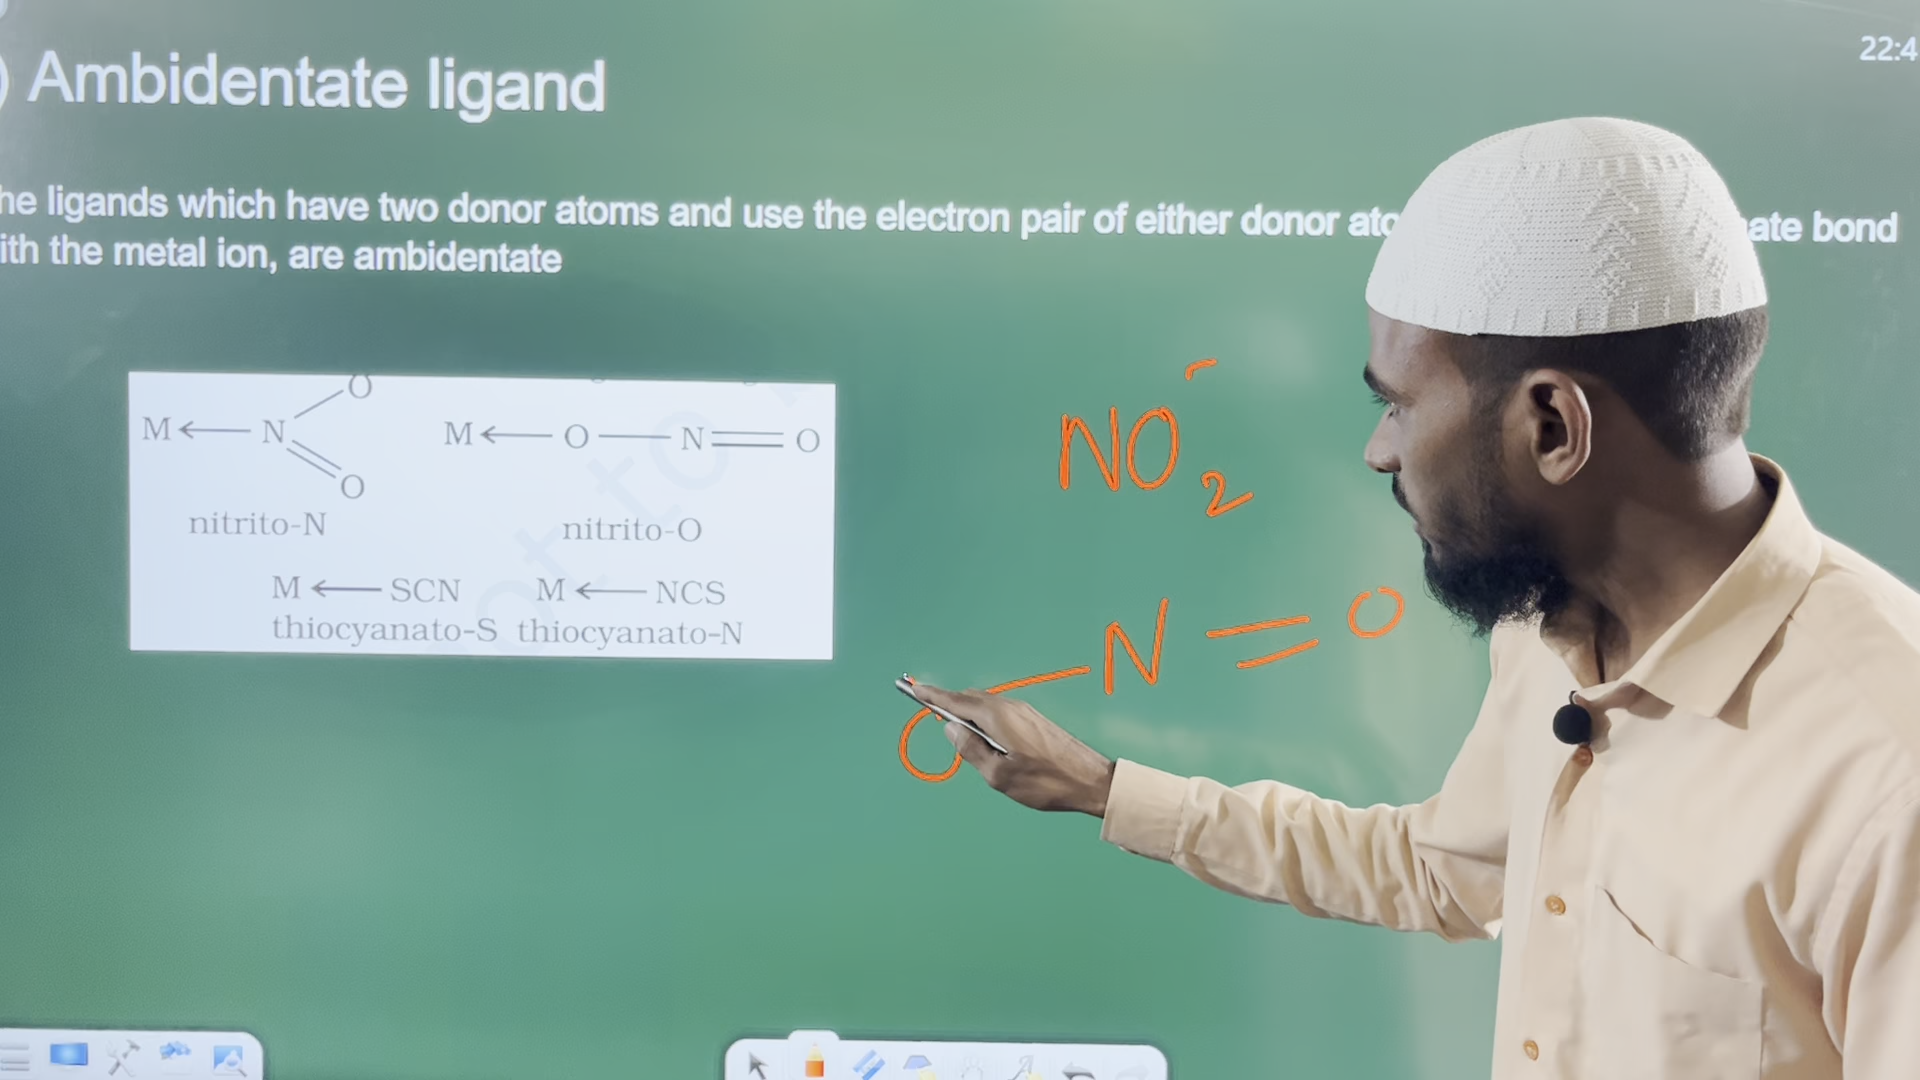 ) Ambidentate ligand
22:4
he ligands which have two donor atoms and use the electron pair of either donor ato ate bond
ith the metal ion, are ambidentate
O
M ← N
O
nitrito-N
M ← O — N = O
nitrito-O
M ← SCN M ← NCS
thiocyanato-S thiocyanato-N
NO₂⁻
O — N = O